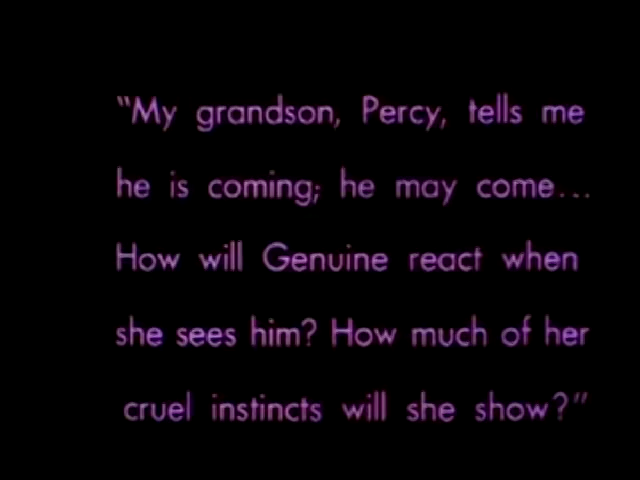 "My grandson, Percy, tells me
he is coming; he may come...
How will Genuine react when
she sees him? How much of her
cruel instincts will she show?"